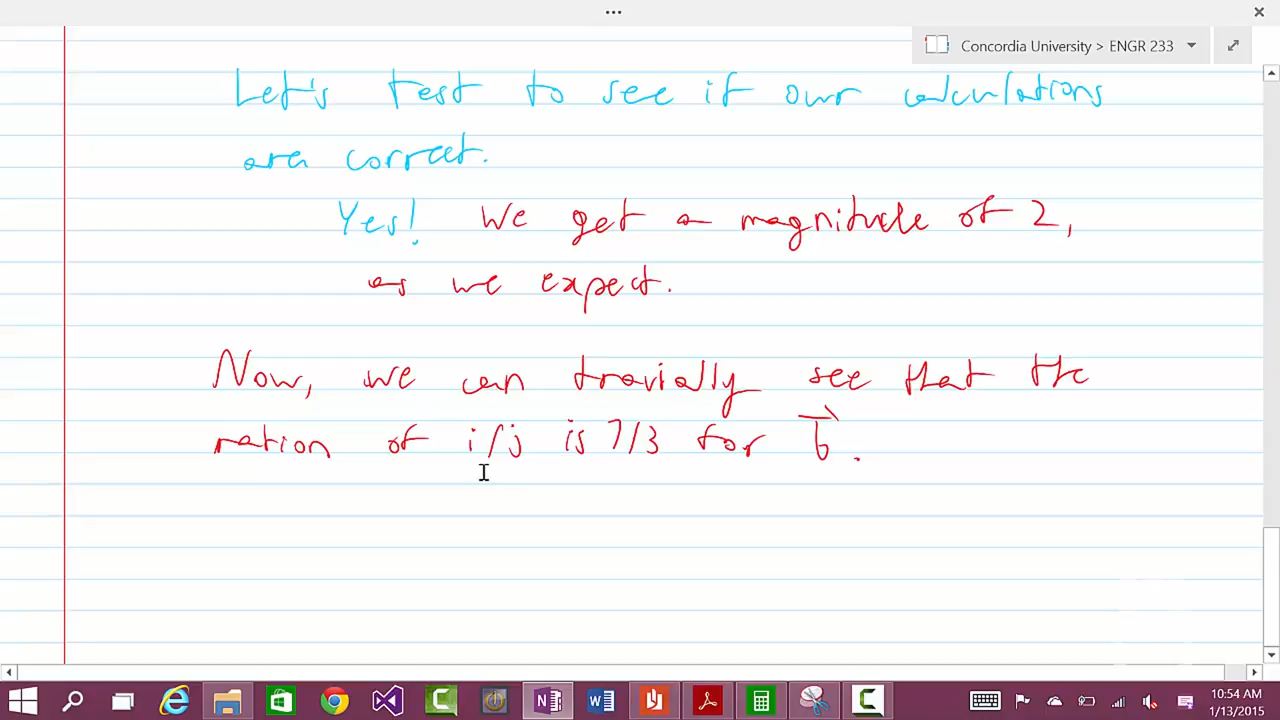 Concordia University > ENGR 233
Let's test to see if our calculations
are correct.
Yes! We get a magnitude of 2,
as we expect.
Now, we can travially see that the
ration of i/j is 7/3 for b.
10:54 AM
1/13/2015